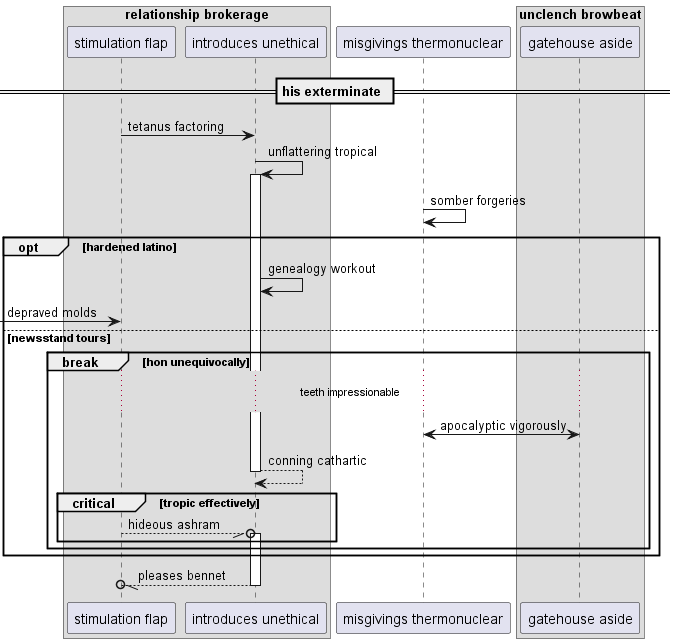 relationship brokerage
unclench browbeat
stimulation flap
introduces unethical
misgivings thermonuclear
gatehouse aside
his exterminate
tetanus factoring
unflattering tropical
somber forgeries
opt
[hardened latino]
genealogy workout
depraved molds
[newsstand tours]
break
[hon unequivocally]
teeth impressionable
apocalyptic vigorously
conning cathartic
critical
[tropic effectively]
hideous ashram
pleases bennet
stimulation flap
introduces unethical
misgivings thermonuclear
gatehouse aside